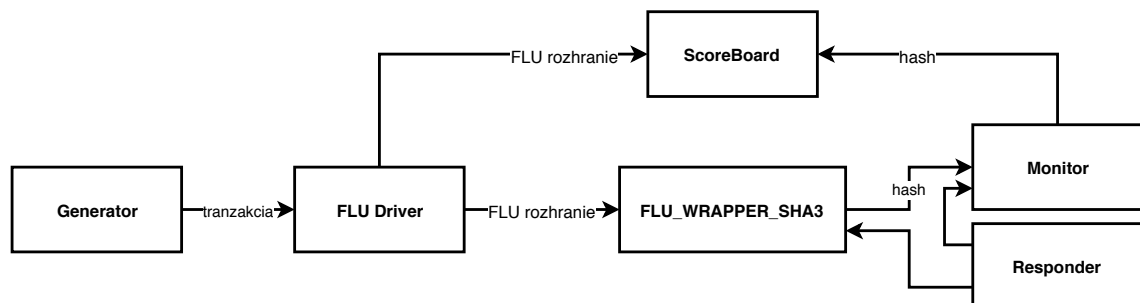 FLU rozhranie
ScoreBoard
hash
Generator
tranzakcia
FLU Driver
FLU rozhranie
FLU_WRAPPER_SHA3
hash
Monitor
Responder